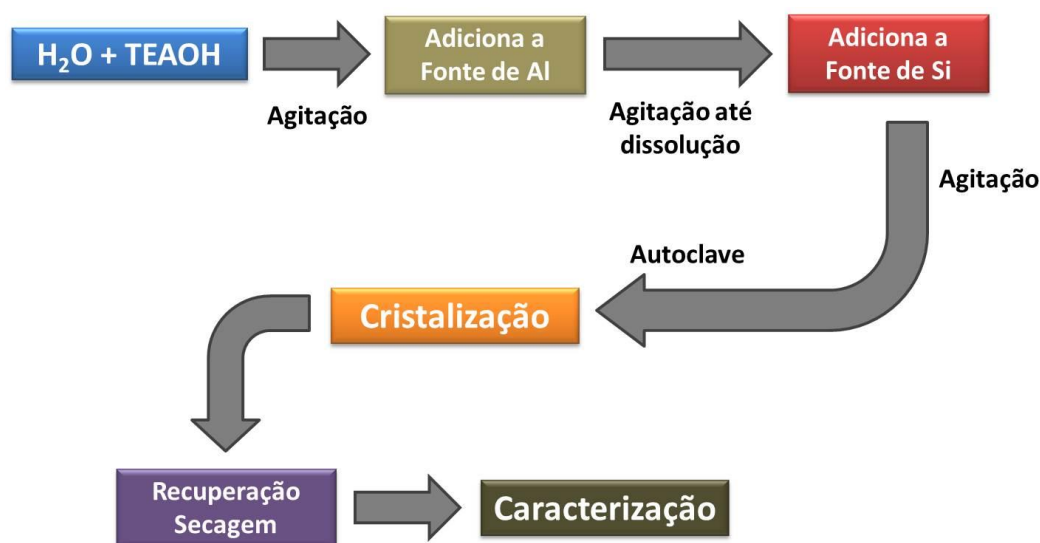 H₂O + TEAOH
Agitação
Adiciona a
Fonte de Al
Agitação até
dissolução
Adiciona a
Fonte de Si
Agitação
Autoclave
Cristalização
Recuperação
Secagem
Caracterização